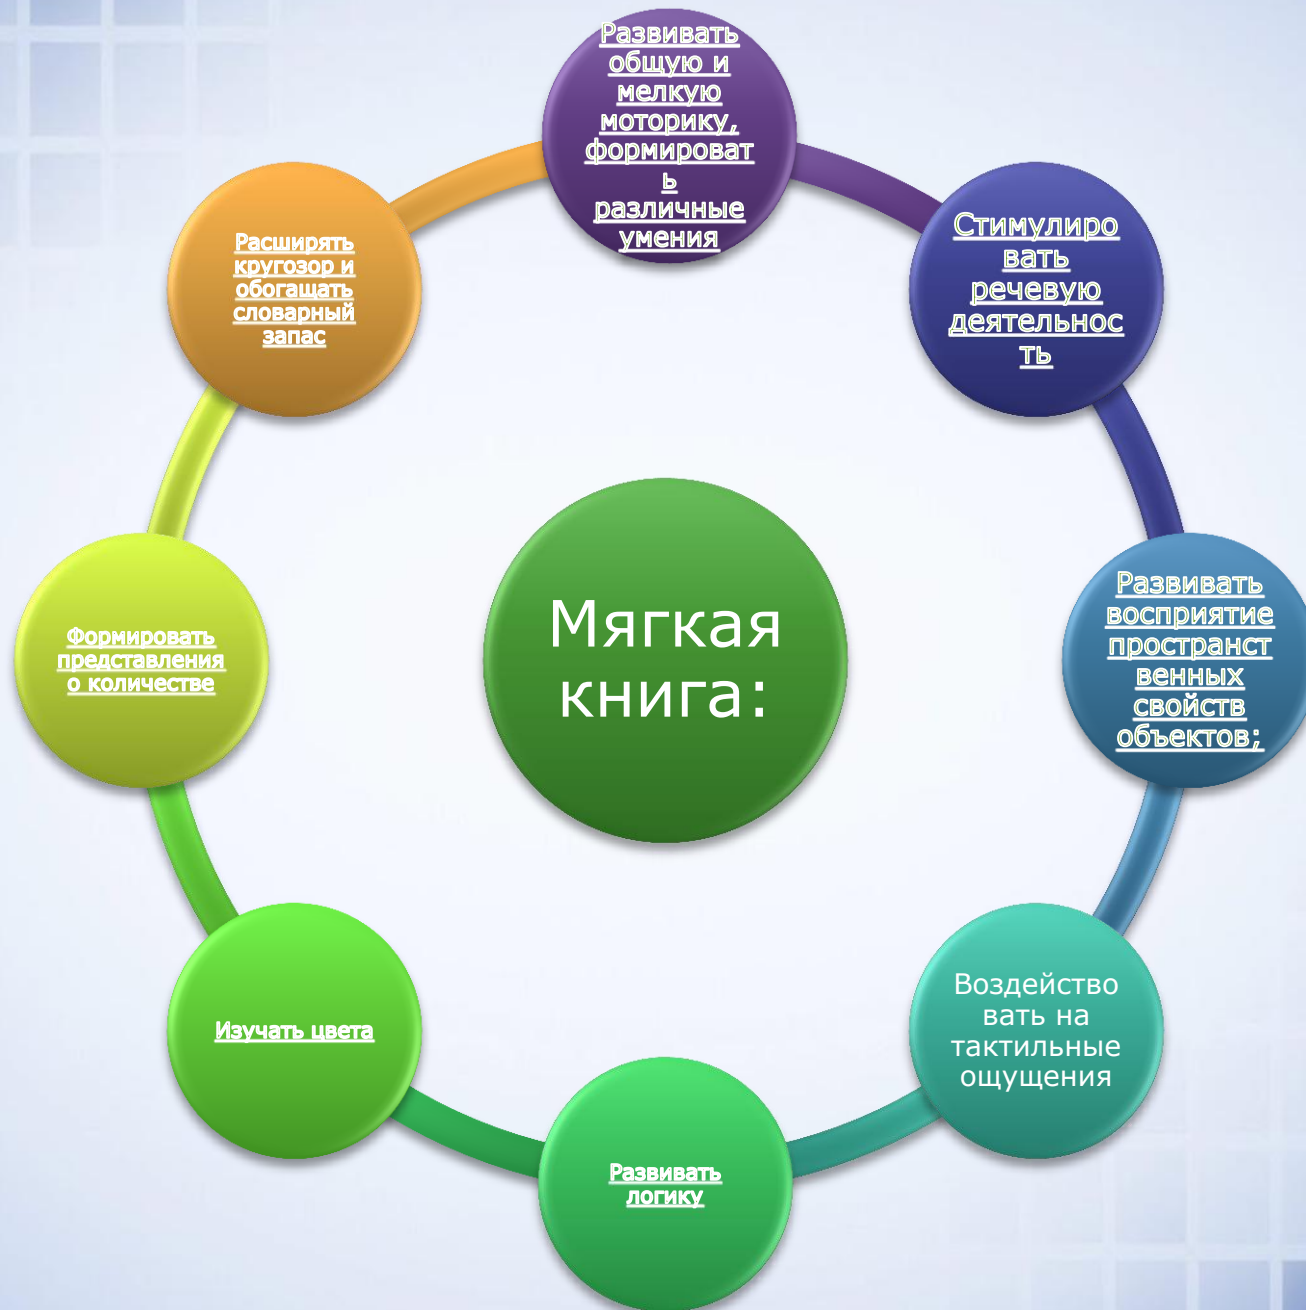 Развивать
общую и
мелкую
моторику,
формироват
ь
различные
умения
Стимулиро
вать
речевую
деятельнос
ть
Развивать
восприятие
пространст
венных
свойств
объектов;
Воздейство
вать на
тактильные
ощущения
Развивать
логику
Изучать цвета
Формировать
представления
о количестве
Расширять
кругозор и
обогащать
словарный
запас
Мягкая
книга: